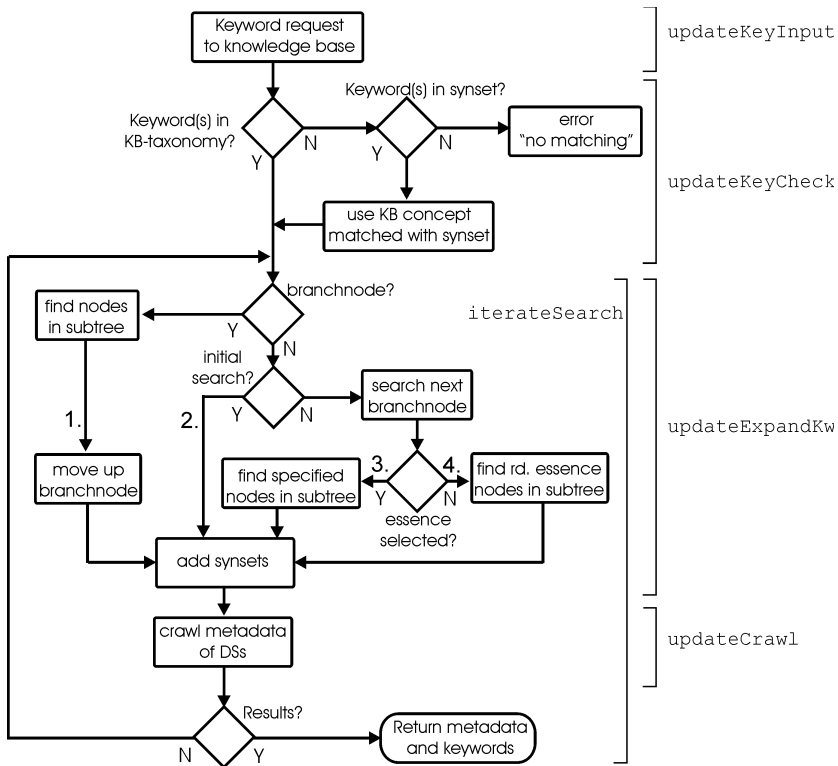 Keyword request
to knowledge base
updateKeyInput
Keyword(s) in synset?
Keyword(s) in
KB-taxonomy?
N
Y
Y
N
error
“no matching”
updateKeyCheck
use KB concept
matched with synset
branchnode?
iterateSearch
find nodes
in subtree
Y
N
initial
search?
Y
N
search next
branchnode
1.
2.
updateExpandKw
move up
branchnode
find specified
nodes in subtree
3.
4.
Y
N
find rd. essence
nodes in subtree
essence
selected?
add synsets
crawl metadata
of DSs
updateCrawl
Results?
N
Y
Return metadata
and keywords